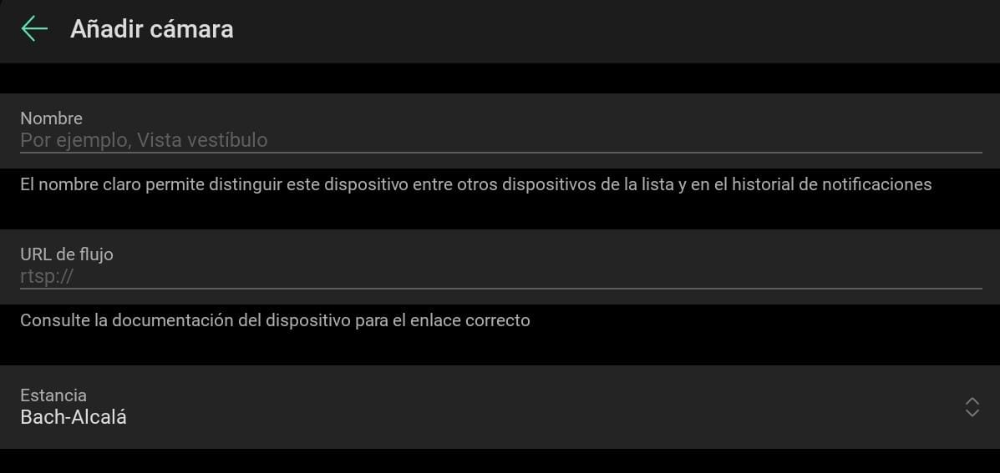 Añadir cámara
Nombre
Por ejemplo, Vista vestíbulo
El nombre claro permite distinguir este dispositivo entre otros dispositivos de la lista y en el historial de notificaciones
URL de flujo
rtsp://
Consulte la documentación del dispositivo para el enlace correcto
Estancia
Bach-Alcalá